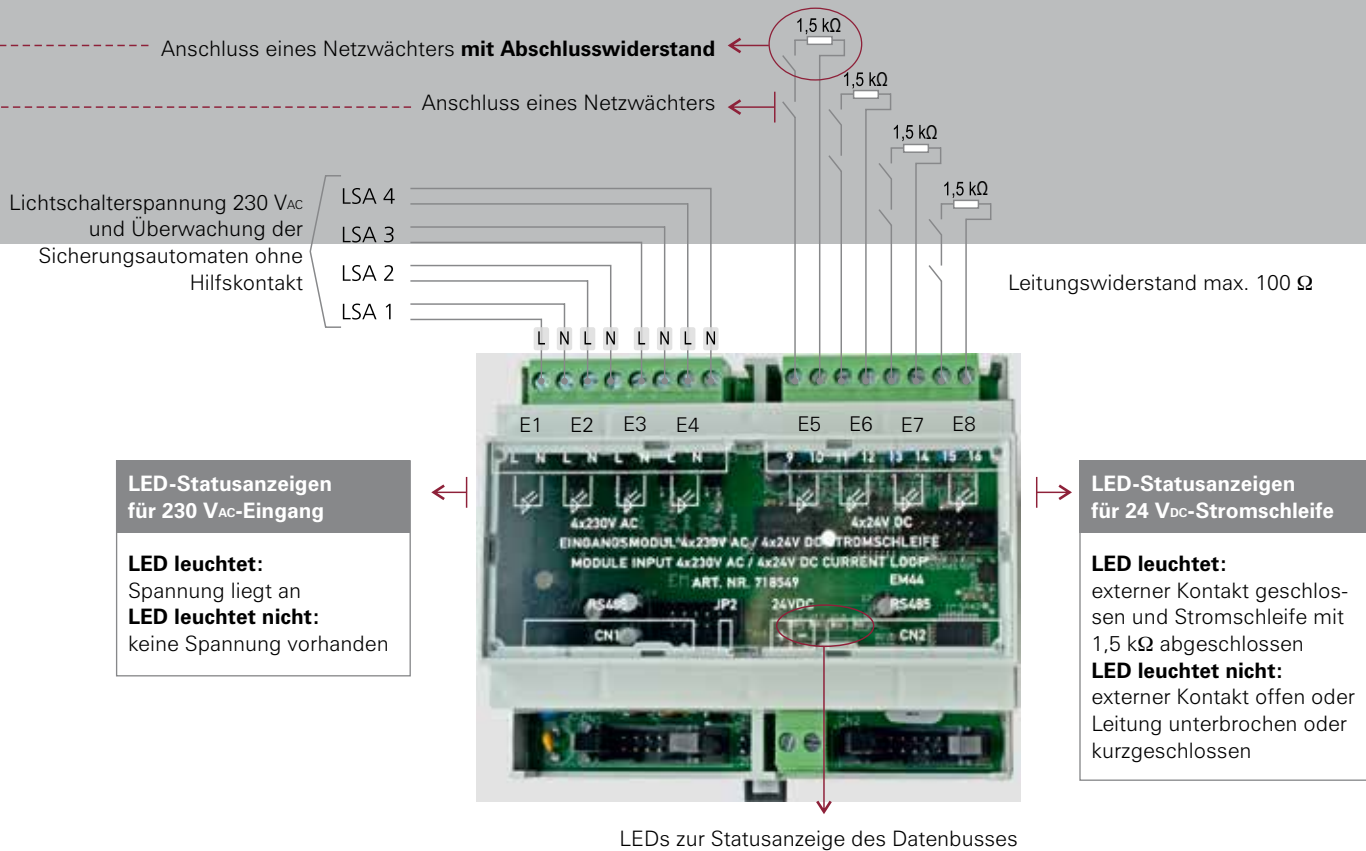 1,5 kΩ
Anschluss eines Netzwächters mit Abschlusswiderstand
1,5 kΩ
Anschluss eines Netzwächters
1,5 kΩ
1,5 kΩ
Lichtschalterspannung 230 VAC
und Überwachung der
Sicherungsautomaten ohne
Hilfskontakt
LSA 4
LSA 3
LSA 2
LSA 1
Leitungswiderstand max. 100 Ω
L N L N L N L N
E1 E2 E3 E4 E5 E6 E7 E8
L N L N L N L N 9 10 11 12 13 14 15 16
4x230V AC 4x24V DC
EINGANGSMODUL 4x230V AC / 4x24V DC STROMSCHLEIFE
MODULE INPUT 4x230V AC / 4x24V DC CURRENT LOOP
ART. NR. 718549 EM44
RS485 JP2 24VDC RS485
CN1 + - CN2
CN2
LED-Statusanzeigen
für 230 VAC-Eingang
LED leuchtet:
Spannung liegt an
LED leuchtet nicht:
keine Spannung vorhanden
LED-Statusanzeigen
für 24 VDC-Stromschleife
LED leuchtet:
externer Kontakt geschlos-
sen und Stromschleife mit
1,5 kΩ abgeschlossen
LED leuchtet nicht:
externer Kontakt offen oder
Leitung unterbrochen oder
kurzgeschlossen
LEDs zur Statusanzeige des Datenbusses